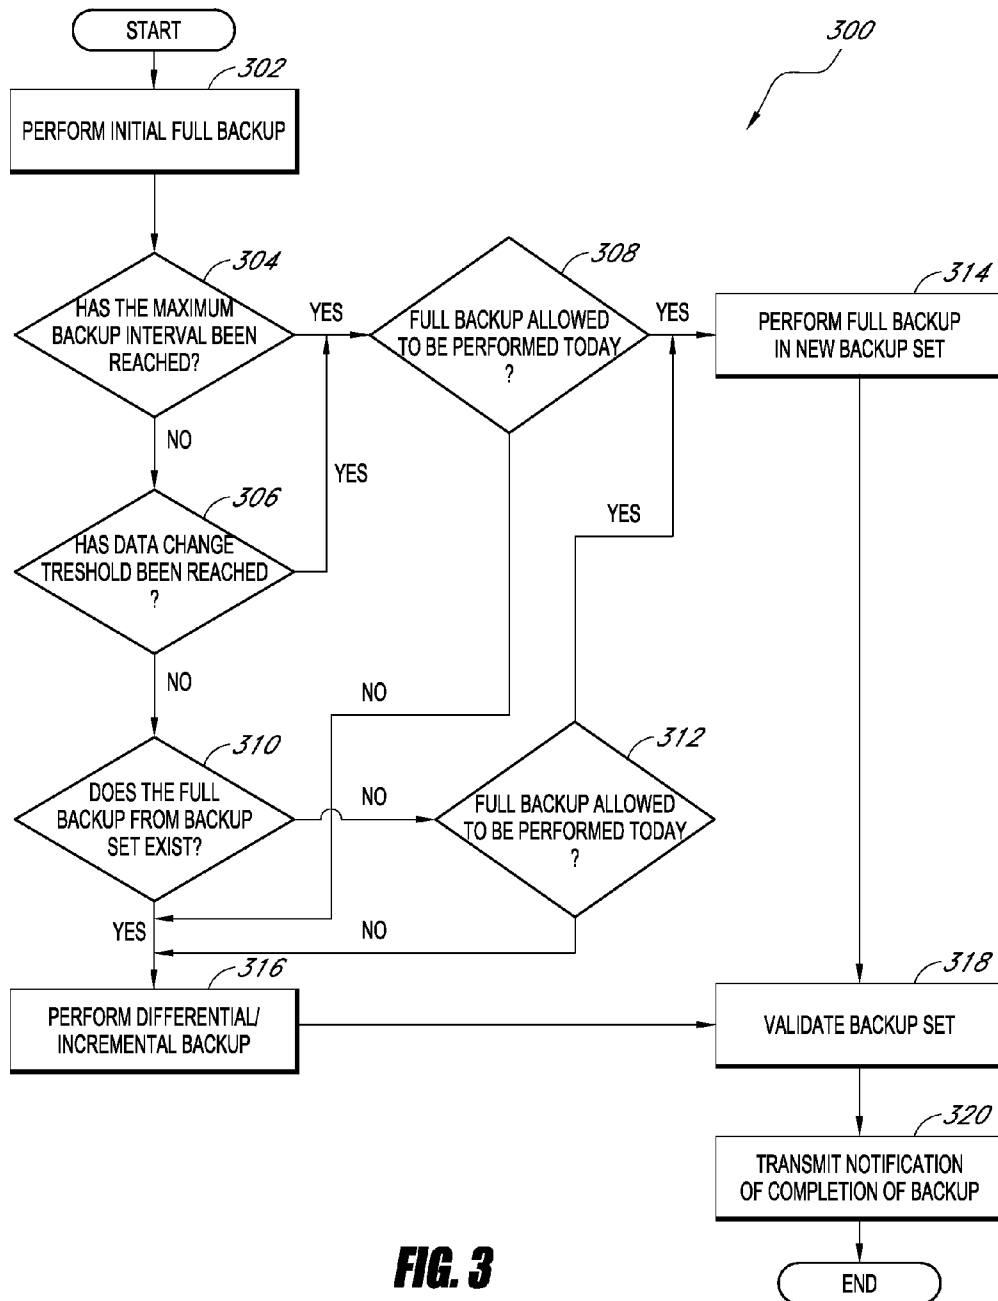 START
300
302
PERFORM INITIAL FULL BACKUP
304
HAS THE MAXIMUM
BACKUP INTERVAL BEEN
REACHED?
YES
308
FULL BACKUP ALLOWED
TO BE PERFORMED TODAY
?
YES
314
PERFORM FULL BACKUP
IN NEW BACKUP SET
NO
YES
306
HAS DATA CHANGE
TRESHOLD BEEN REACHED
?
YES
NO
NO
310
DOES THE FULL
BACKUP FROM BACKUP
SET EXIST?
NO
312
FULL BACKUP ALLOWED
TO BE PERFORMED TODAY
?
YES
NO
316
PERFORM DIFFERENTIAL/
INCREMENTAL BACKUP
318
VALIDATE BACKUP SET
320
TRANSMIT NOTIFICATION
OF COMPLETION OF BACKUP
END
FIG. 3